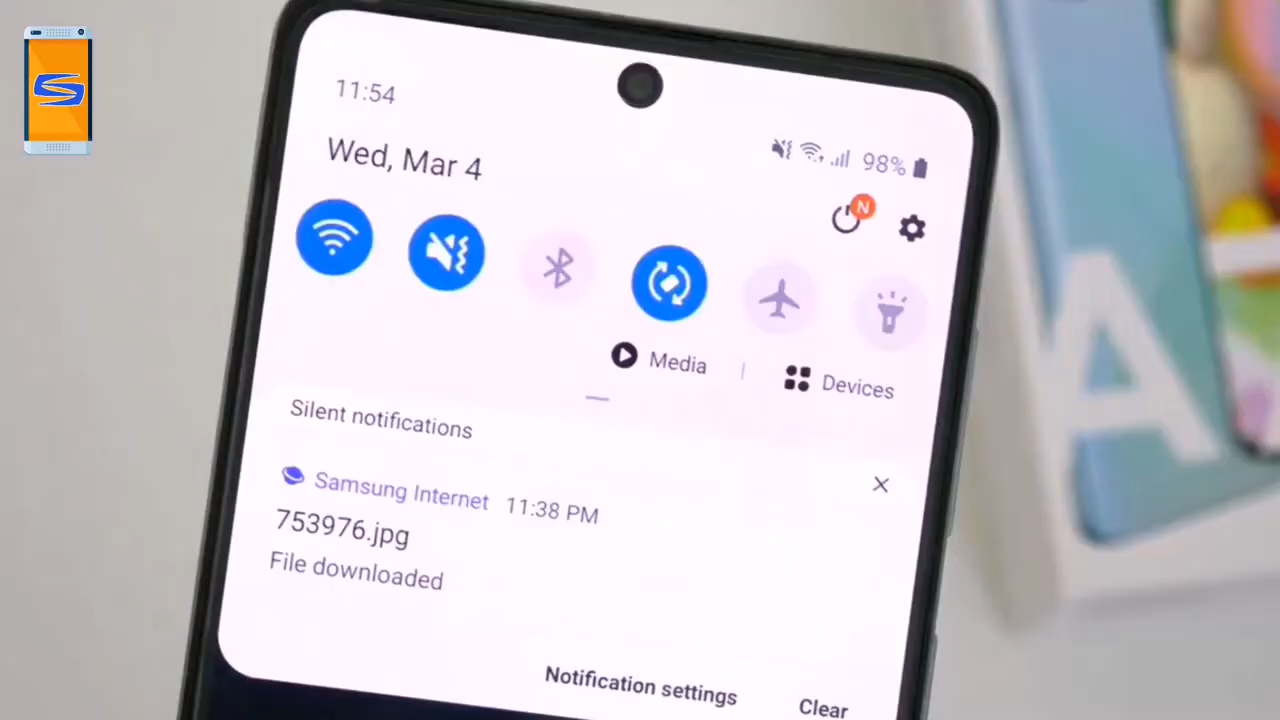 S
11:54
98%
Wed, Mar 4
N
Media
Devices
Silent notifications
Samsung Internet 11:38 PM
753976.jpg
File downloaded
Notification settings
Clear
A